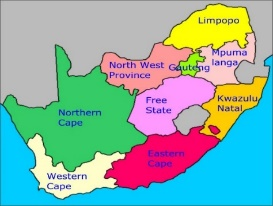 Limpopo
Mpuma
langa
North West
Province
Gauteng
Free
State
Kwazulu
Natal
Northern
Cape
Eastern
Cape
Western
Cape